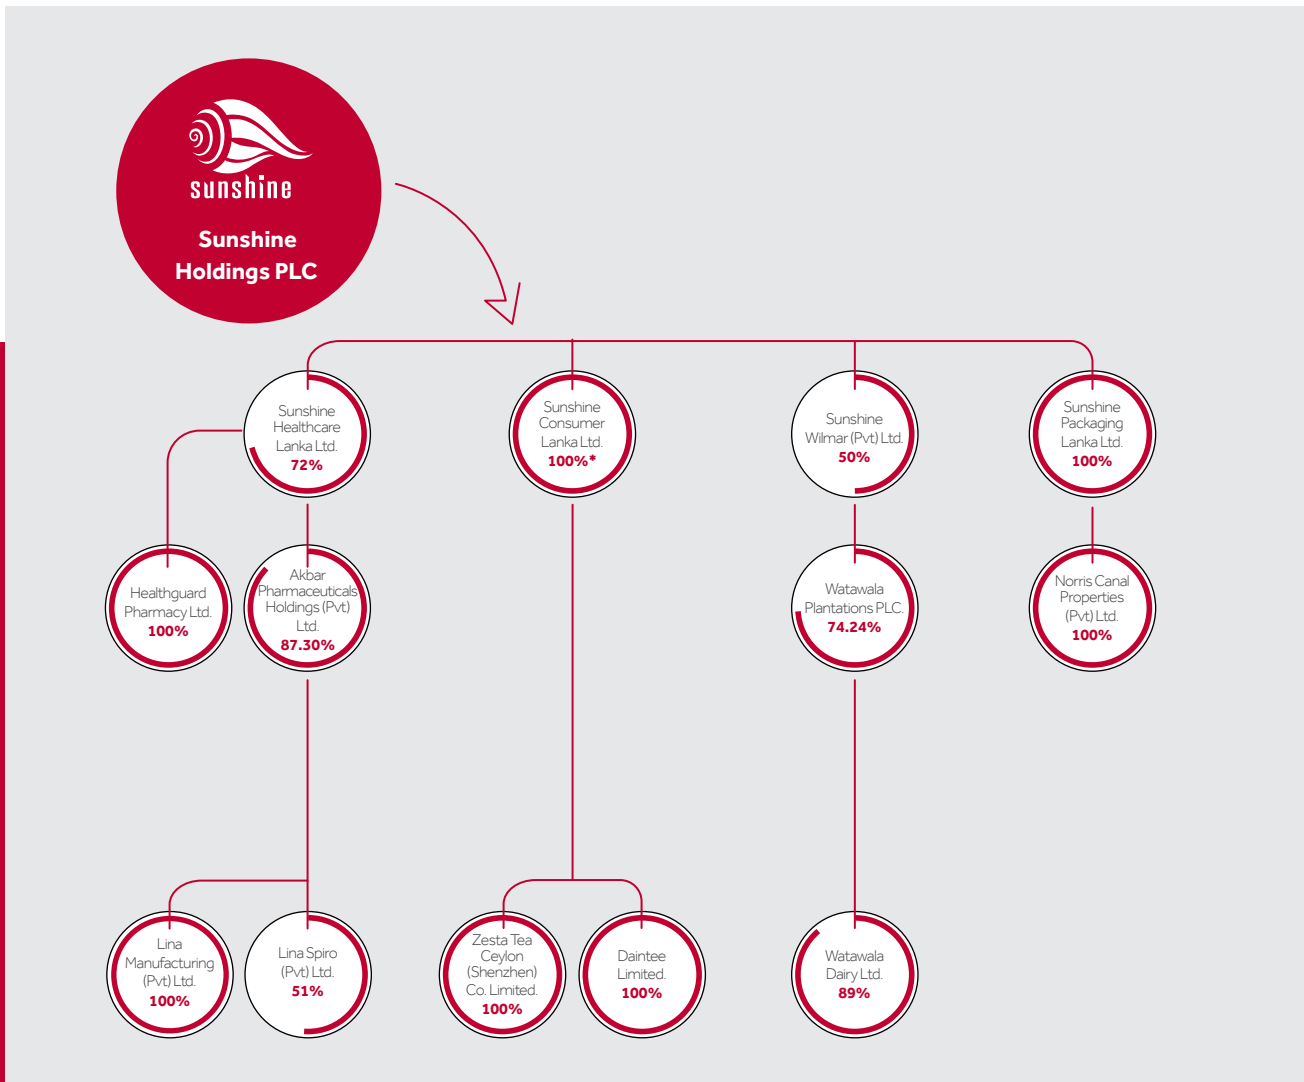 sunshine
Sunshine
Holdings PLC
Sunshine
Healthcare
Lanka Ltd.
72%
Sunshine
Consumer
Lanka Ltd.
100%*
Sunshine
Wilmar (Pvt) Ltd.
50%
Sunshine
Packaging
Lanka Ltd.
100%
Healthguard
Pharmacy Ltd.
100%
Akbar
Pharmaceuticals
Holdings (Pvt)
Ltd.
87.30%
Watawala
Plantations PLC.
74.24%
Norris Canal
Properties
(Pvt) Ltd.
100%
Lina
Manufacturing
(Pvt) Ltd.
100%
Lina Spiro
(Pvt) Ltd.
51%
Zesta Tea
Ceylon
(Shenzhen)
Co. Limited.
100%
Daintee
Limited.
100%
Watawala
Dairy Ltd.
89%